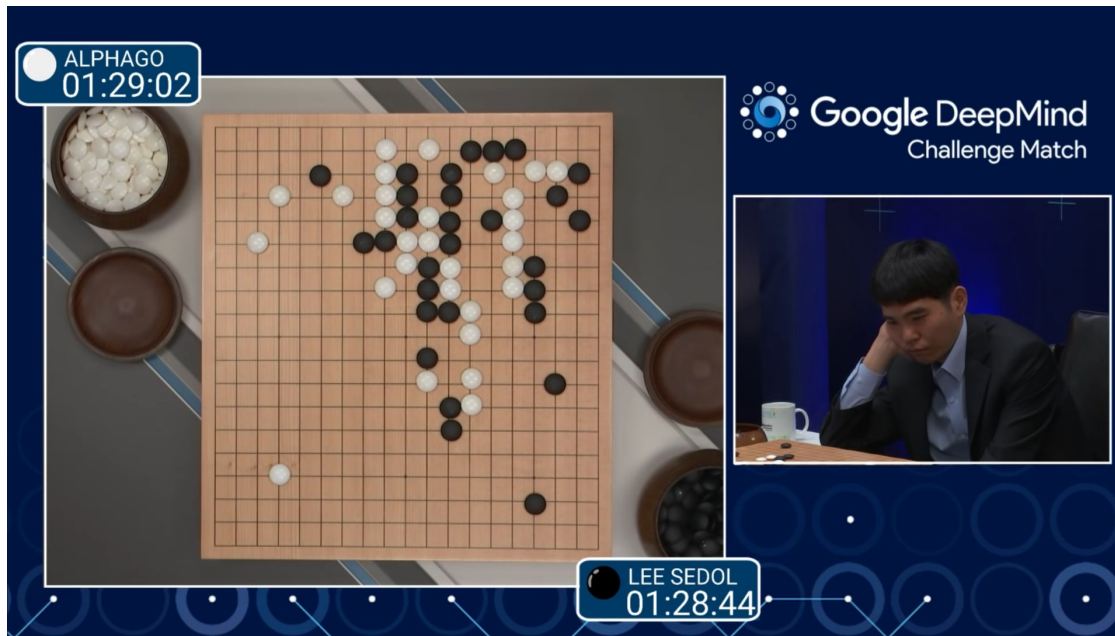 ALPHAGO
01:29:02
Google DeepMind
Challenge Match
LEE SEDOL
01:28:44